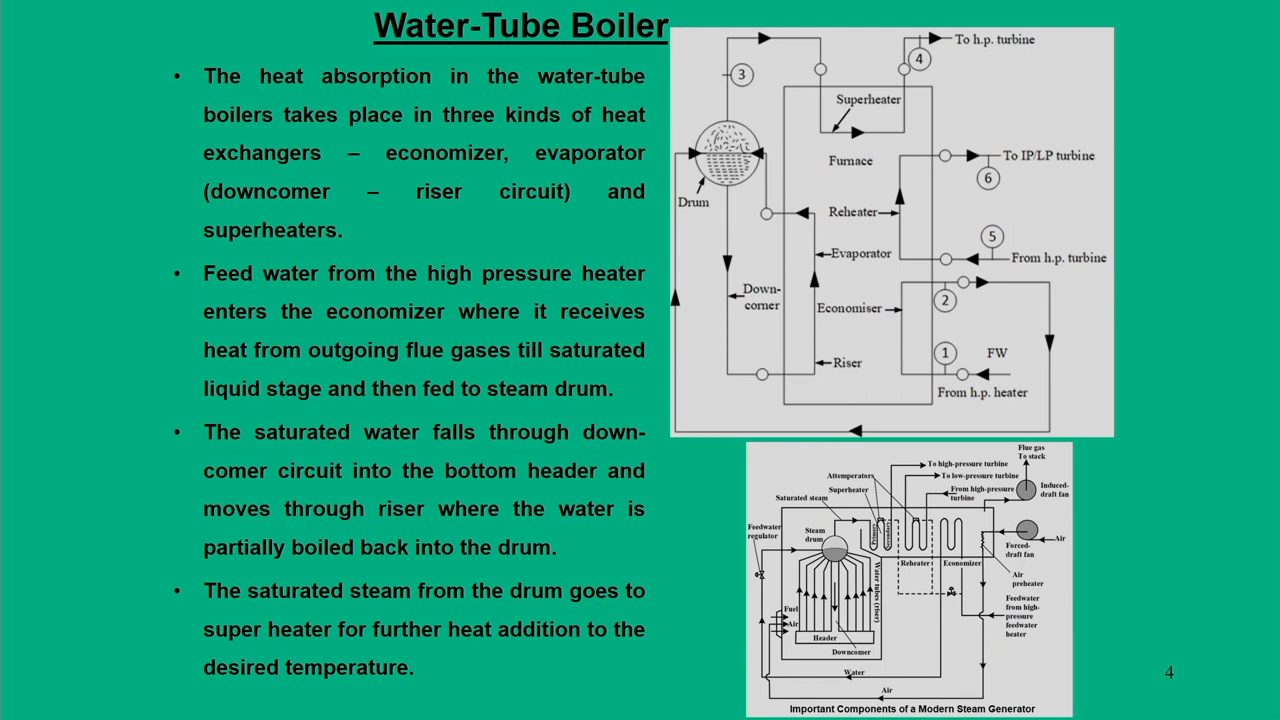 Water-Tube Boiler
• The heat absorption in the water-tube
boilers takes place in three kinds of heat
exchangers – economizer, evaporator
(downcomer – riser circuit) and
superheaters.
• Feed water from the high pressure heater
enters the economizer where it receives
heat from outgoing flue gases till saturated
liquid stage and then fed to steam drum.
• The saturated water falls through down-
comer circuit into the bottom header and
moves through riser where the water is
partially boiled back into the drum.
• The saturated steam from the drum goes to
super heater for further heat addition to the
desired temperature.
To h.p. turbine
4
3
Superheater
Furnace
To IP/LP turbine
6
Drum
Reheater
5
Evaporator
From h.p. turbine
Down-
corner
2
Economiser
1
FW
Riser
From h.p. heater
Flue gas
To stack
To high-pressure turbine
Attemperators
To low-pressure turbine
Superheater
From high-pressure
turbine
Induced-
draft fan
Saturated steam
Feedwater
regulator
Steam
drum
Primary
Secondary
Forced-
draft fan
Air
Reheater
Economizer
Air
preheater
Water tubes (riser)
Fuel
Air
Feedwater
from high-
pressure
feedwater
heater
Header
Downcomer
Water
Air
Important Components of a Modern Steam Generator
4